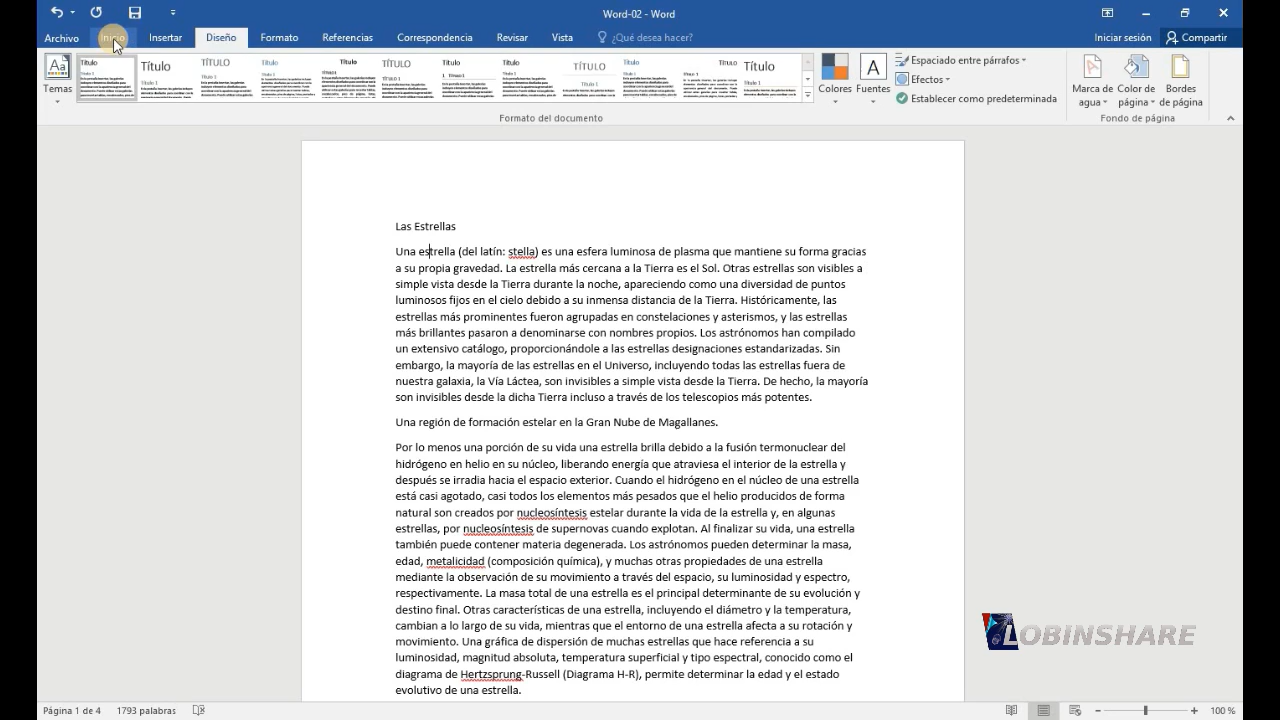 Word-02 - Word
Archivo Inicio Insertar Diseño Formato Referencias Correspondencia Revisar Vista ¿Qué desea hacer? Iniciar sesión Compartir
Temas
Título
Título
Título 1
TÍTULO
Título 1
Título
Título 1
Título
TÍTULO
TÍTULO 1
Título
1 Título 1
Título
Título 1
TÍTULO
Título 1
Título
Título 1
TÍTULO
Título
Título 1
Colores
Fuentes
Espaciado entre párrafos
Efectos
Establecer como predeterminada
Marca de agua
Color de página
Bordes de página
Formato del documento
Fondo de página
Las Estrellas
Una estrella (del latín: stella) es una esfera luminosa de plasma que mantiene su forma gracias
a su propia gravedad. La estrella más cercana a la Tierra es el Sol. Otras estrellas son visibles a
simple vista desde la Tierra durante la noche, apareciendo como una diversidad de puntos
luminosos fijos en el cielo debido a su inmensa distancia de la Tierra. Históricamente, las
estrellas más prominentes fueron agrupadas en constelaciones y asterismos, y las estrellas
más brillantes pasaron a denominarse con nombres propios. Los astrónomos han compilado
un extensivo catálogo, proporcionándole a las estrellas designaciones estandarizadas. Sin
embargo, la mayoría de las estrellas en el Universo, incluyendo todas las estrellas fuera de
nuestra galaxia, la Vía Láctea, son invisibles a simple vista desde la Tierra. De hecho, la mayoría
son invisibles desde la dicha Tierra incluso a través de los telescopios más potentes.
Una región de formación estelar en la Gran Nube de Magallanes.
Por lo menos una porción de su vida una estrella brilla debido a la fusión termonuclear del
hidrógeno en helio en su núcleo, liberando energía que atraviesa el interior de la estrella y
después se irradia hacia el espacio exterior. Cuando el hidrógeno en el núcleo de una estrella
está casi agotado, casi todos los elementos más pesados que el helio producidos de forma
natural son creados por nucleosíntesis estelar durante la vida de la estrella y, en algunas
estrellas, por nucleosíntesis de supernovas cuando explotan. Al finalizar su vida, una estrella
también puede contener materia degenerada. Los astrónomos pueden determinar la masa,
edad, metalicidad (composición química), y muchas otras propiedades de una estrella
mediante la observación de su movimiento a través del espacio, su luminosidad y espectro,
respectivamente. La masa total de una estrella es el principal determinante de su evolución y
destino final. Otras características de una estrella, incluyendo el diámetro y la temperatura,
cambian a lo largo de su vida, mientras que el entorno de una estrella afecta a su rotación y
movimiento. Una gráfica de dispersión de muchas estrellas que hace referencia a su
luminosidad, magnitud absoluta, temperatura superficial y tipo espectral, conocido como el
diagrama de Hertzsprung-Russell (Diagrama H-R), permite determinar la edad y el estado
evolutivo de una estrella.
LOBINSHARE
Página 1 de 4 1793 palabras 100 %